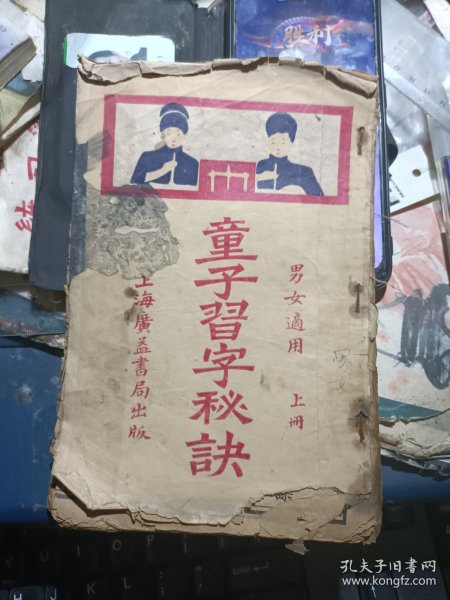 胜利
童子習字秘訣
男女適用 上冊
上海廣益書局出版
U I O P
H J K L
孔夫子旧书网
www.kongfz.com